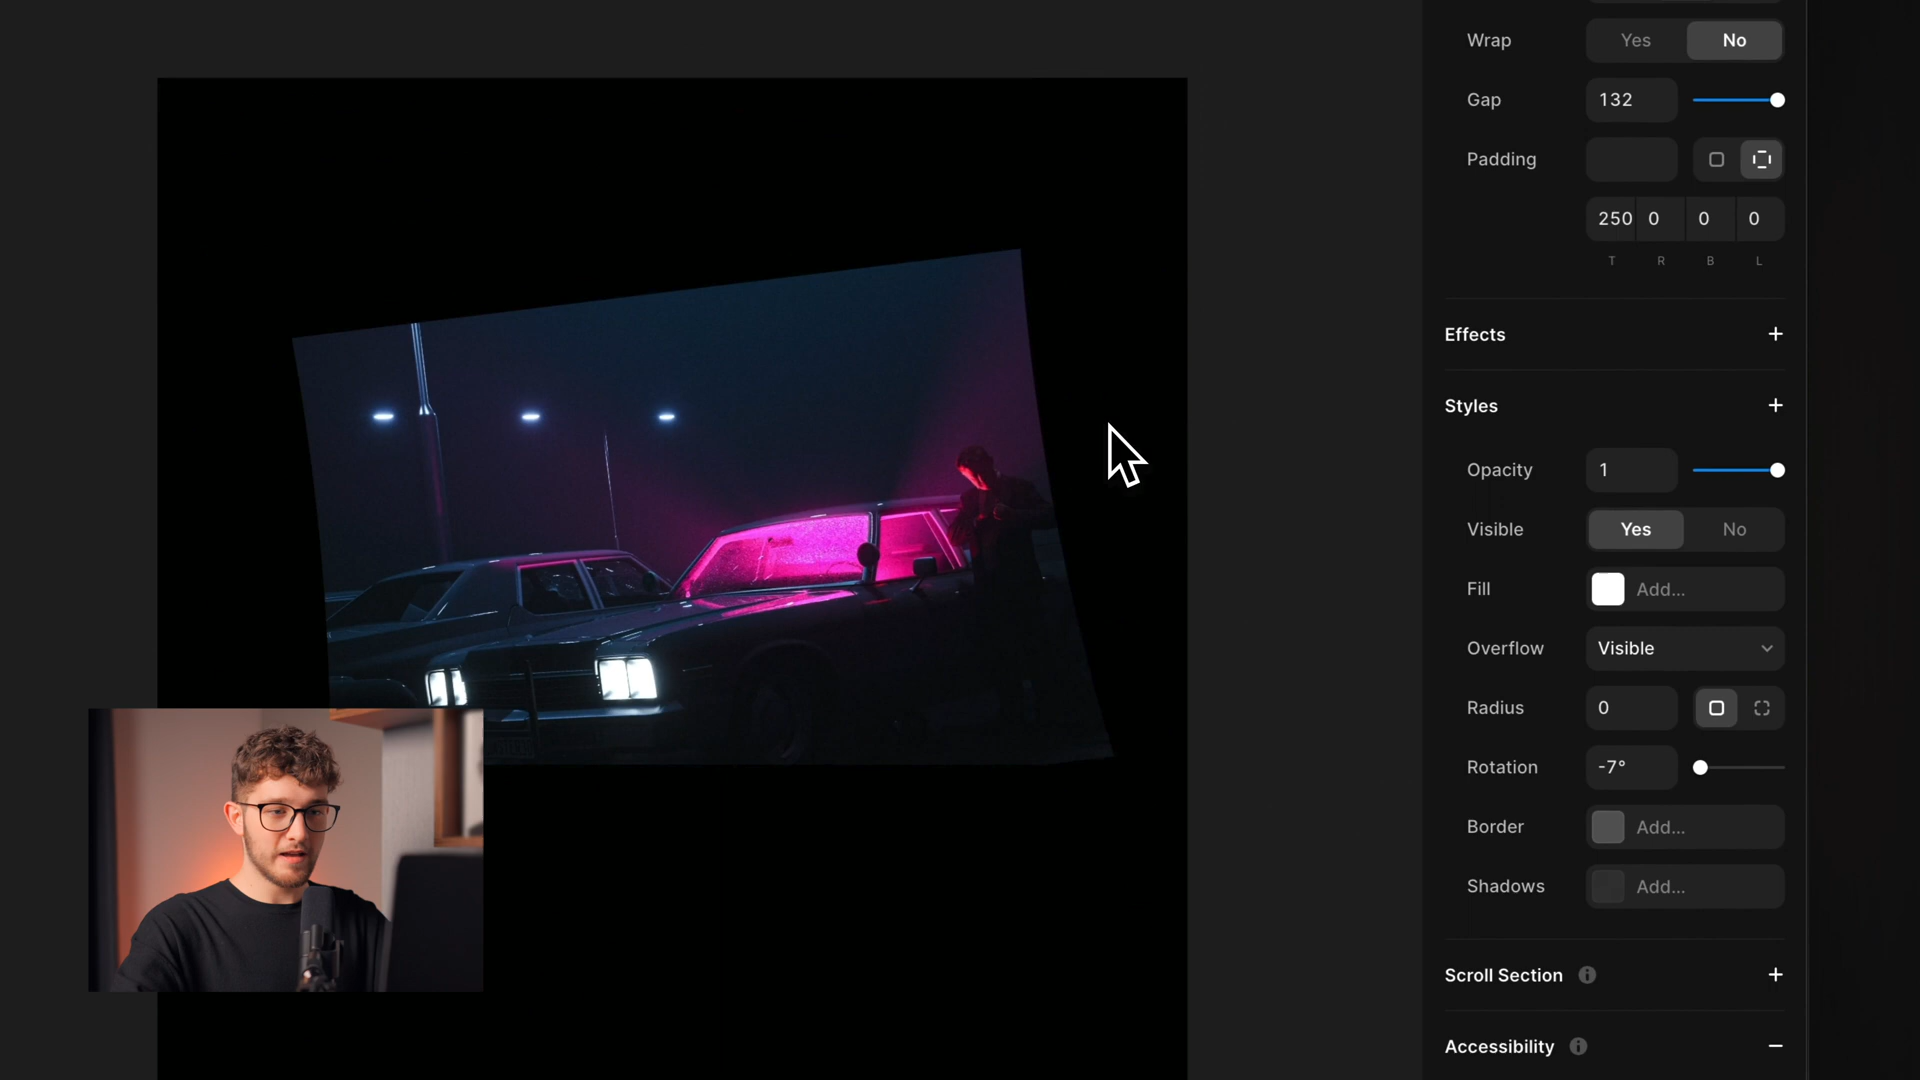 Wrap Yes No
Gap 132
Padding
250 0 0 0
T R B L
Effects
Styles
Opacity 1
Visible Yes No
Fill Add...
Overflow Visible
Radius 0
Rotation -7°
Border Add...
Shadows Add...
Scroll Section
Accessibility